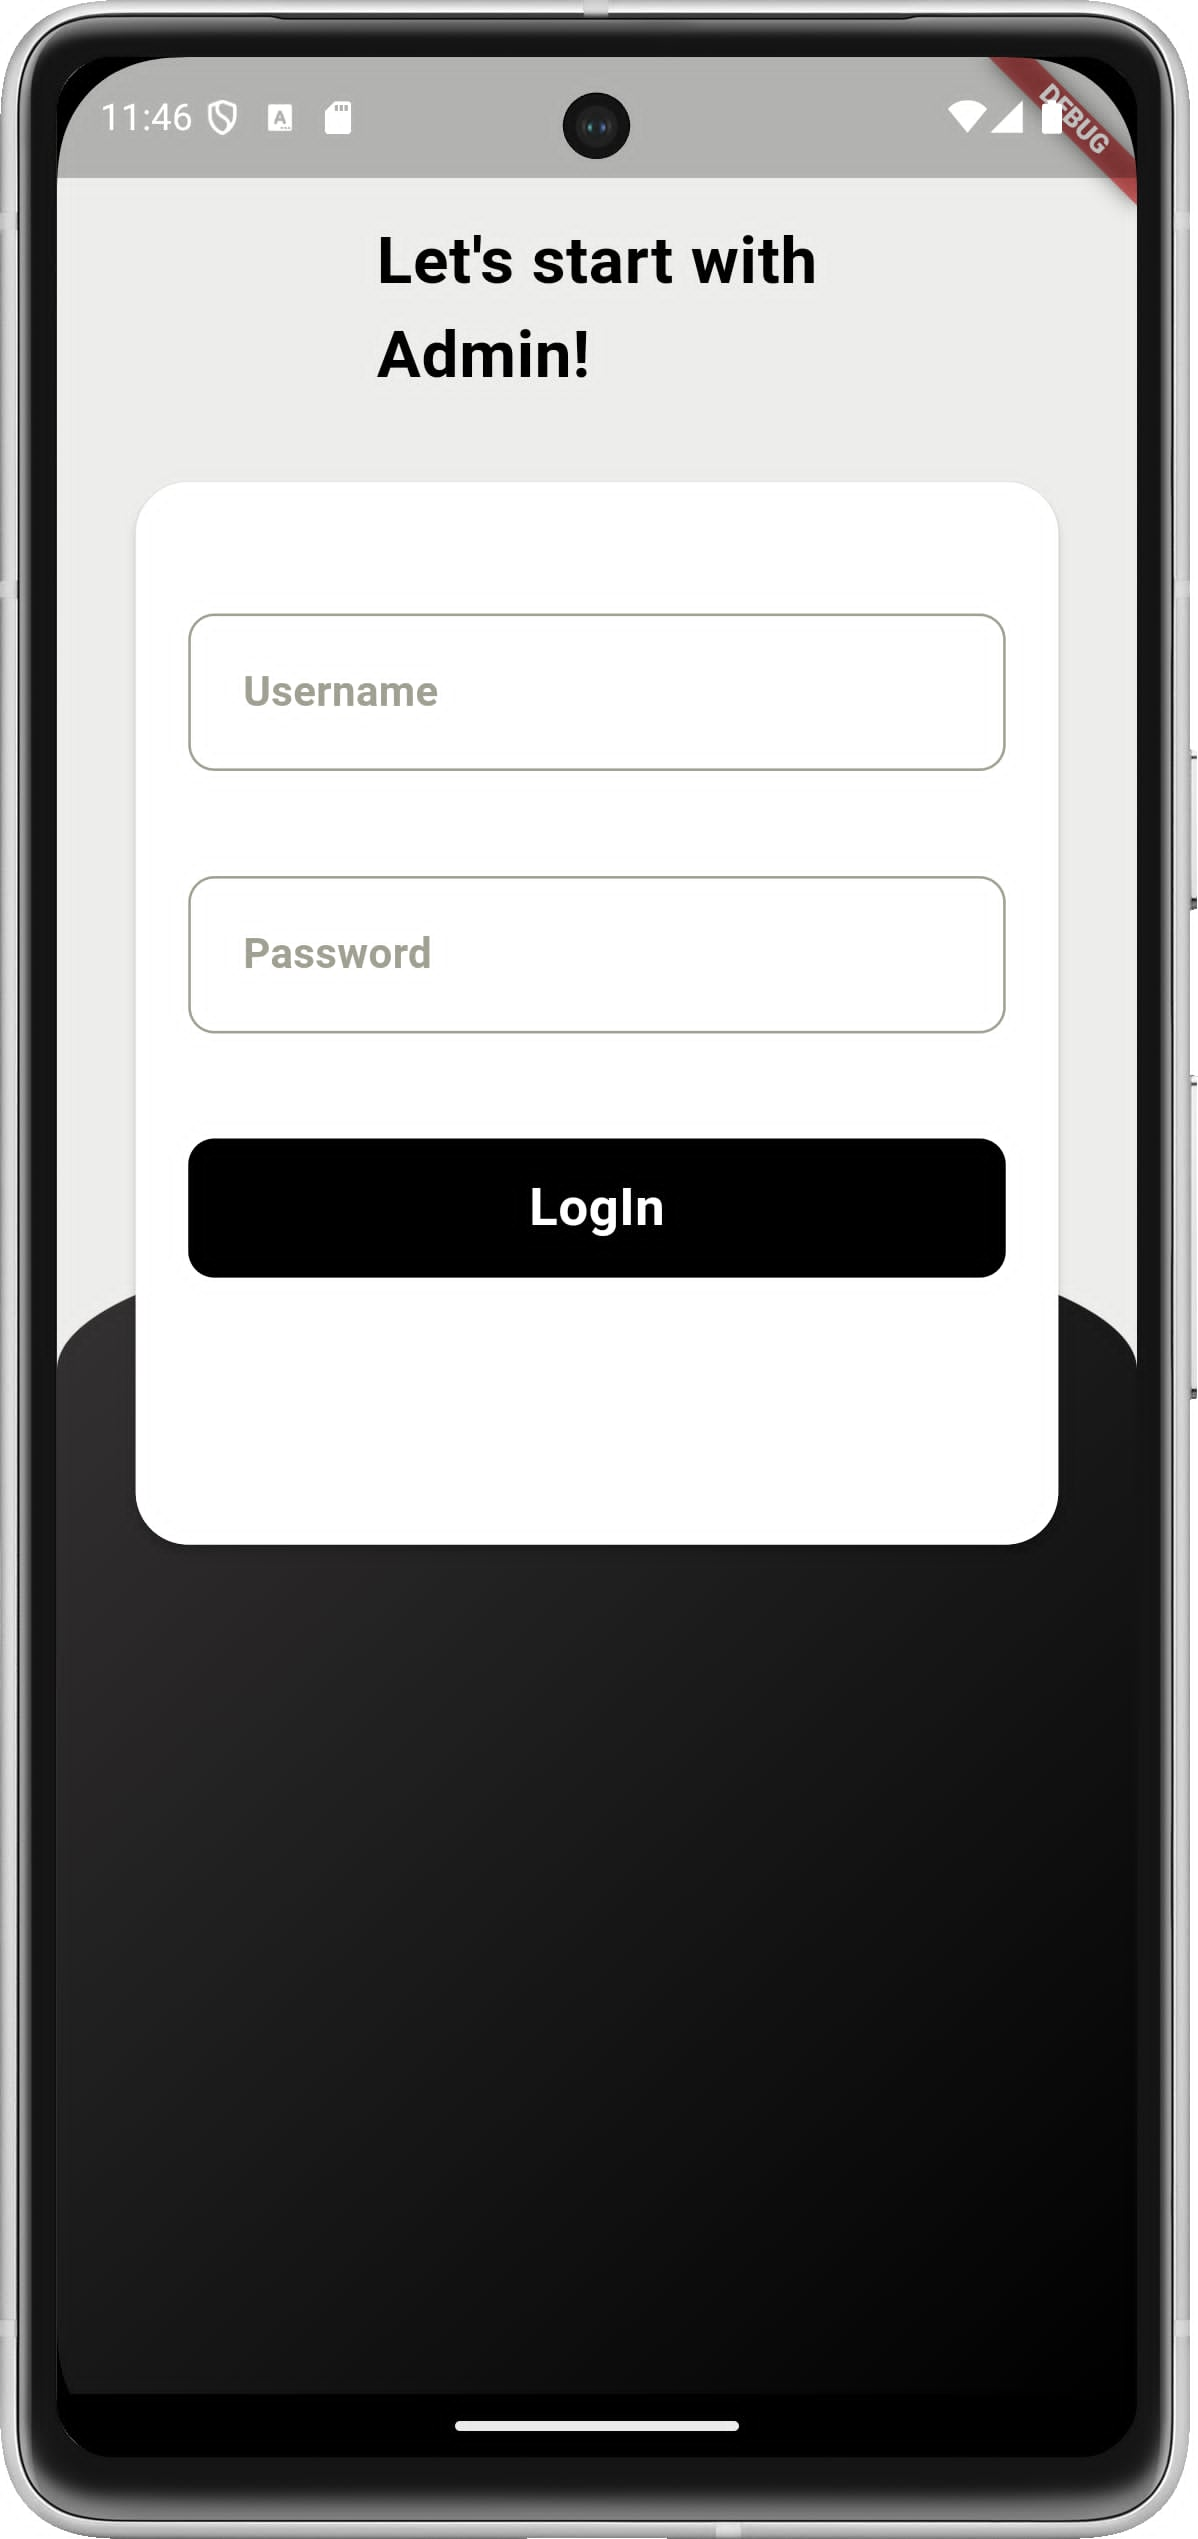 11:46
DEBUG
Let's start with
Admin!
Username
Password
LogIn